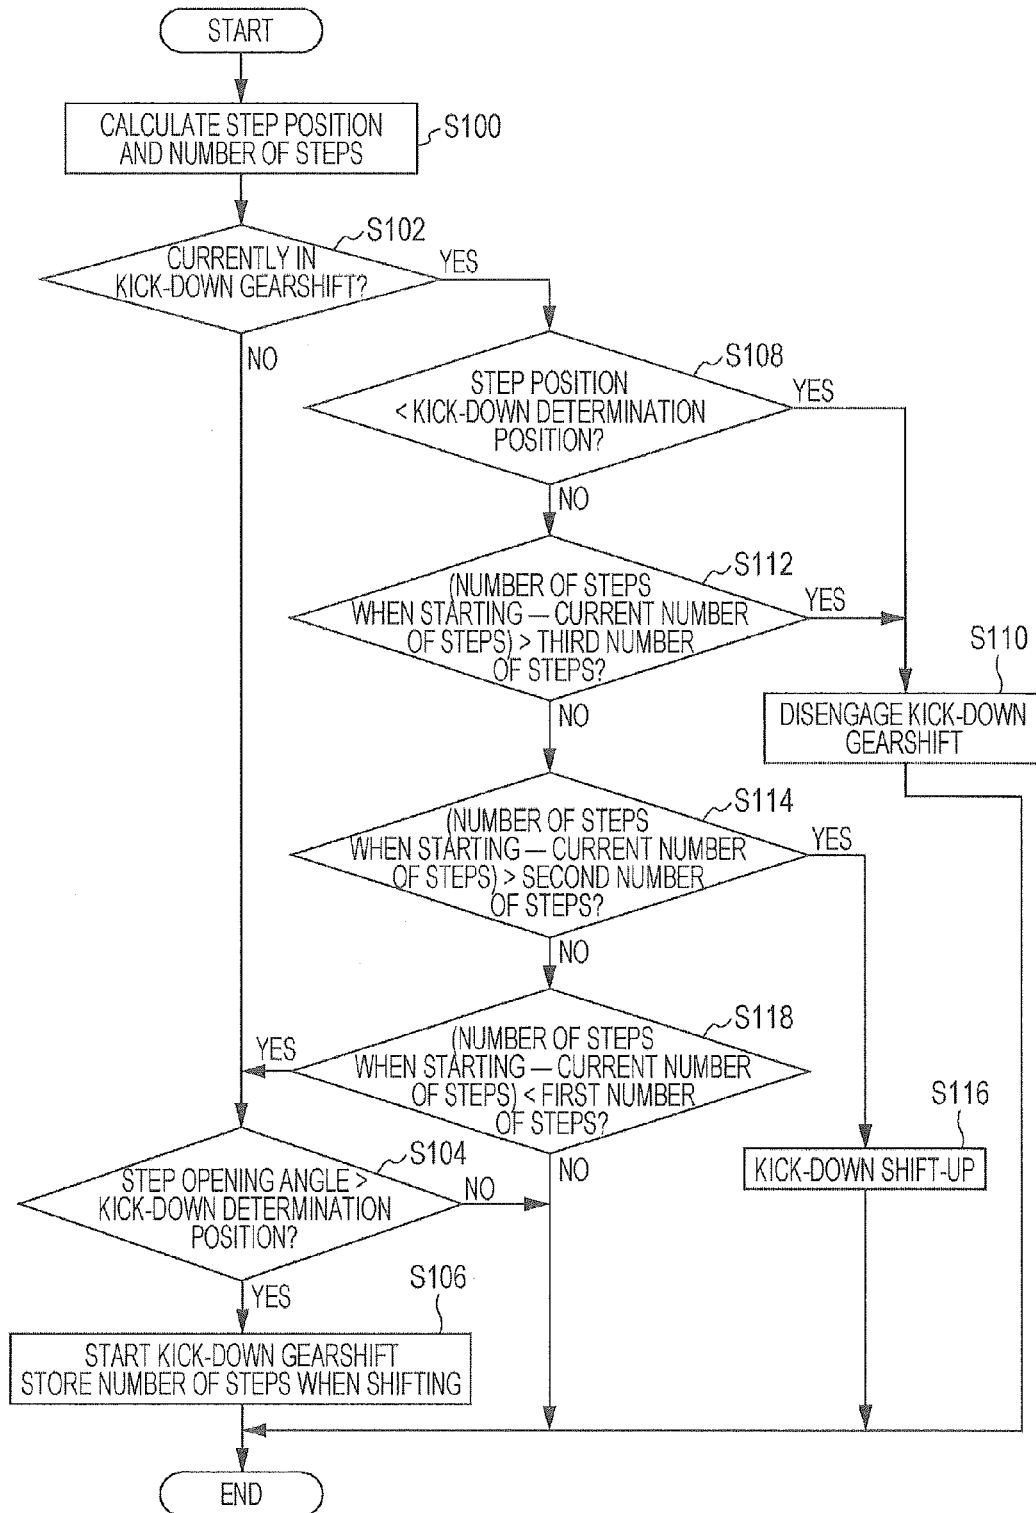 START
CALCULATE STEP POSITION
AND NUMBER OF STEPS
S100
S102
CURRENTLY IN
KICK-DOWN GEARSHIFT?
YES
NO
S108
STEP POSITION
< KICK-DOWN DETERMINATION
POSITION?
YES
NO
S112
(NUMBER OF STEPS
WHEN STARTING — CURRENT NUMBER
OF STEPS) > THIRD NUMBER
OF STEPS?
YES
NO
S110
DISENGAGE KICK-DOWN
GEARSHIFT
S114
(NUMBER OF STEPS
WHEN STARTING — CURRENT NUMBER
OF STEPS) > SECOND NUMBER
OF STEPS?
YES
NO
S118
(NUMBER OF STEPS
WHEN STARTING — CURRENT NUMBER
OF STEPS) < FIRST NUMBER
OF STEPS?
YES
NO
S116
KICK-DOWN SHIFT-UP
S104
STEP OPENING ANGLE >
KICK-DOWN DETERMINATION
POSITION?
NO
YES
S106
START KICK-DOWN GEARSHIFT
STORE NUMBER OF STEPS WHEN SHIFTING
END